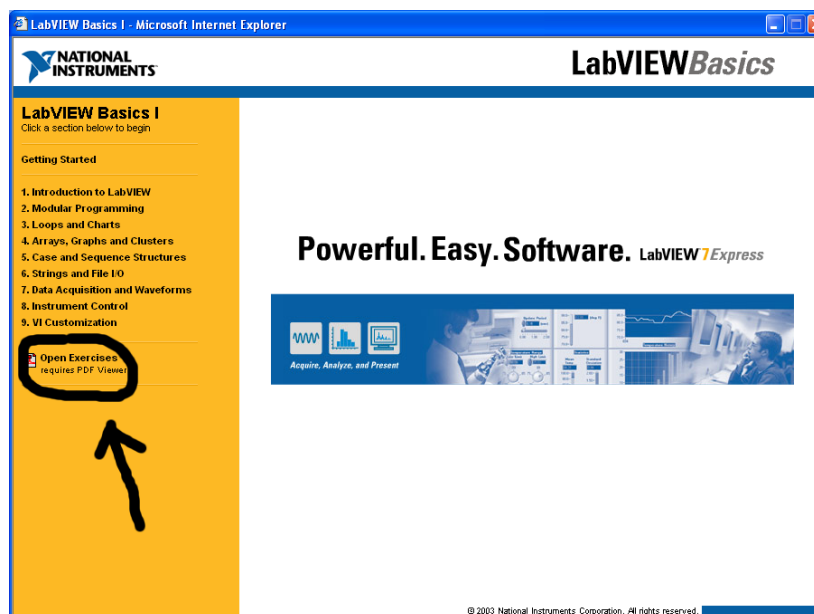 LabVIEW Basics I - Microsoft Internet Explorer
NATIONAL
INSTRUMENTS
LabVIEW Basics
LabVIEW Basics I
Click a section below to begin
Getting Started
1. Introduction to LabVIEW
2. Modular Programming
3. Loops and Charts
4. Arrays, Graphs and Clusters
5. Case and Sequence Structures
6. Strings and File I/O
7. Data Acquisition and Waveforms
8. Instrument Control
9. VI Customization
Open Exercises
requires PDF Viewer
Powerful. Easy. Software. LabVIEW 7 Express
Acquire, Analyze, and Present
© 2003 National Instruments Corporation. All rights reserved.